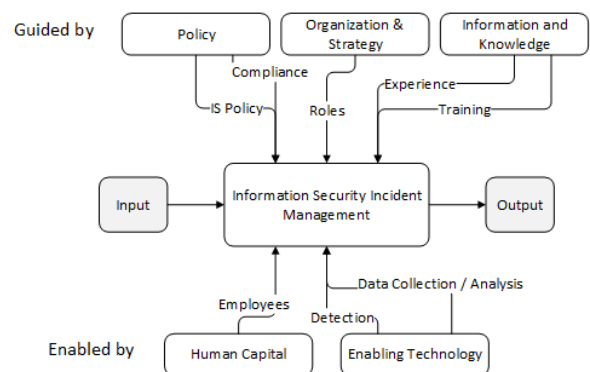 Guided by
Policy
Organization &
Strategy
Information and
Knowledge
Compliance
Experience
IS Policy
Roles
Training
Input
Information Security Incident
Management
Output
Data Collection / Analysis
Employees
Detection
Enabled by
Human Capital
Enabling Technology